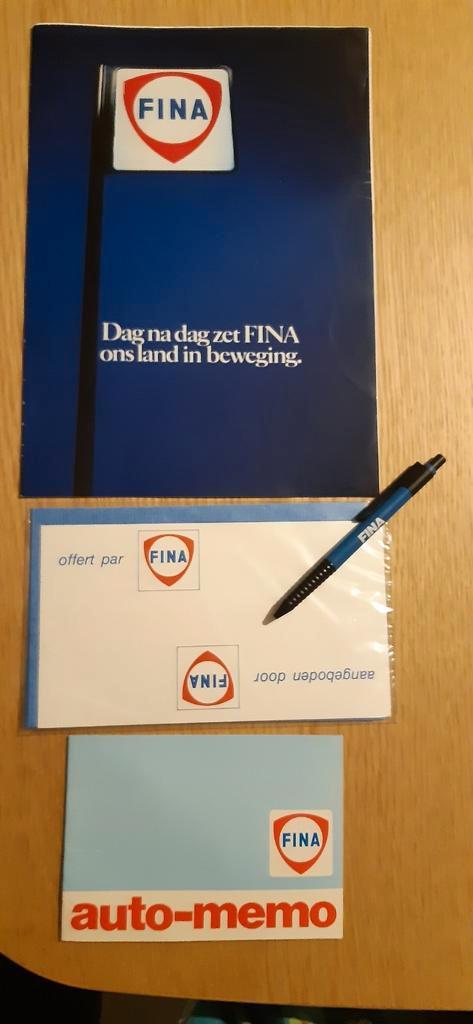 FINA
Dag na dag zet FINA
ons land in beweging.
FINA
offert par
FINA
aangeboden door
FINA
FINA
auto-memo